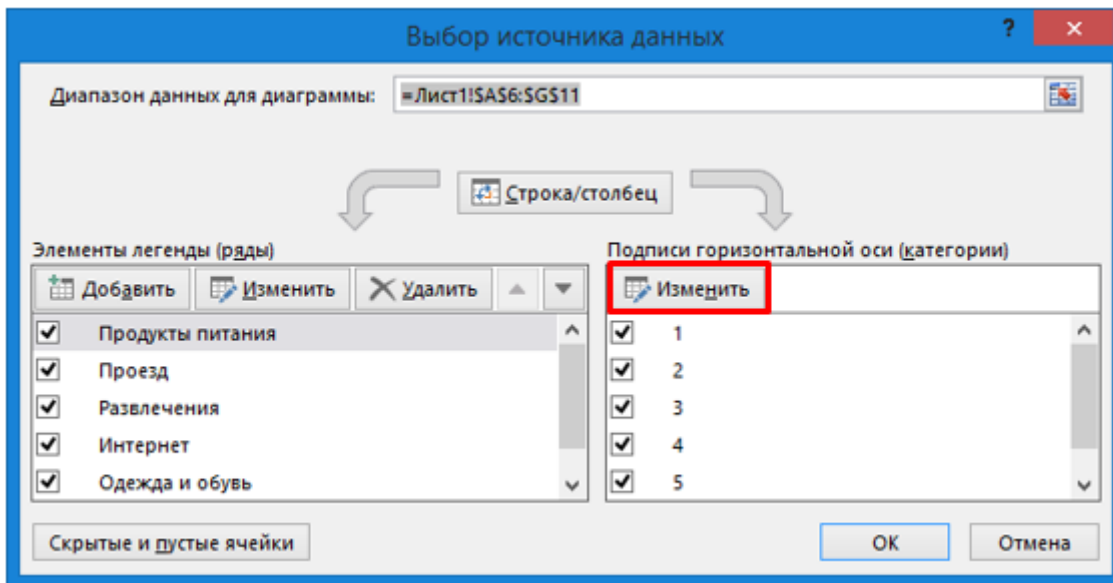 Выбор источника данных
?
Диапазон данных для диаграммы: =Лист1!$A$6:$G$11
Строка/столбец
Элементы легенды (ряды)
Добавить Изменить Удалить
Продукты питания
Проезд
Развлечения
Интернет
Одежда и обувь
Подписи горизонтальной оси (категории)
Изменить
1
2
3
4
5
Скрытые и пустые ячейки
ОК Отмена